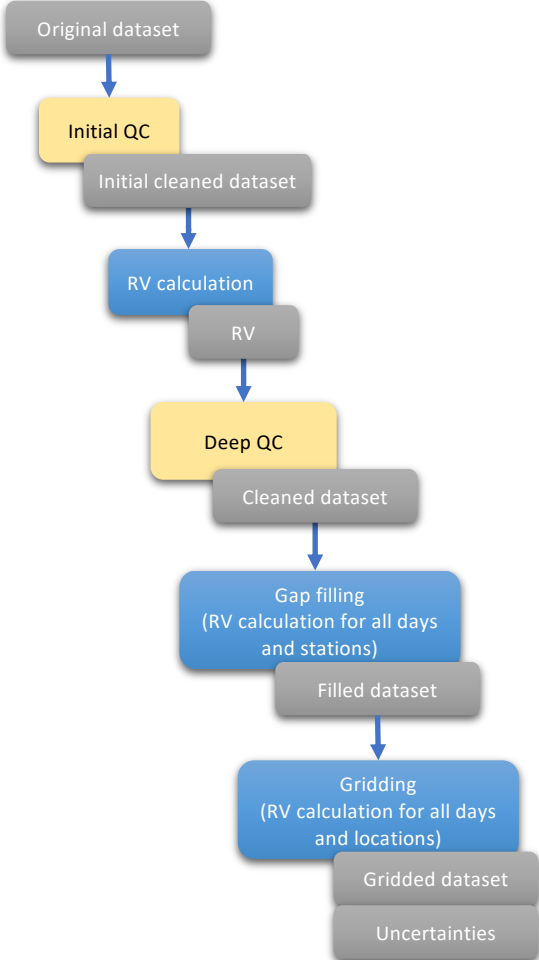 Original dataset
Initial QC
Initial cleaned dataset
RV calculation
RV
Deep QC
Cleaned dataset
Gap filling
(RV calculation for all days
and stations)
Filled dataset
Gridding
(RV calculation for all days
and locations)
Gridded dataset
Uncertainties